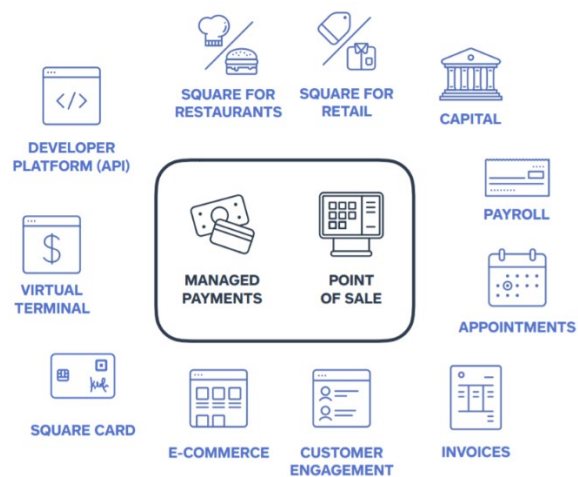 SQUARE FOR
RESTAURANTS
SQUARE FOR
RETAIL
CAPITAL
DEVELOPER
PLATFORM (API)
</>
PAYROLL
MANAGED
PAYMENTS
POINT
OF SALE
$
VIRTUAL
TERMINAL
APPOINTMENTS
SQUARE CARD
E-COMMERCE
CUSTOMER
ENGAGEMENT
INVOICES